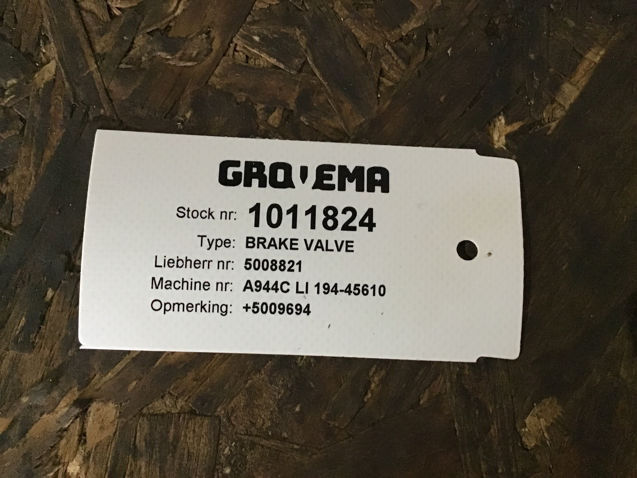 GROVEMA
Stock nr: 1011824
Type: BRAKE VALVE
Liebherr nr: 5008821
Machine nr: A944C LI 194-45610
Opmerking: +5009694